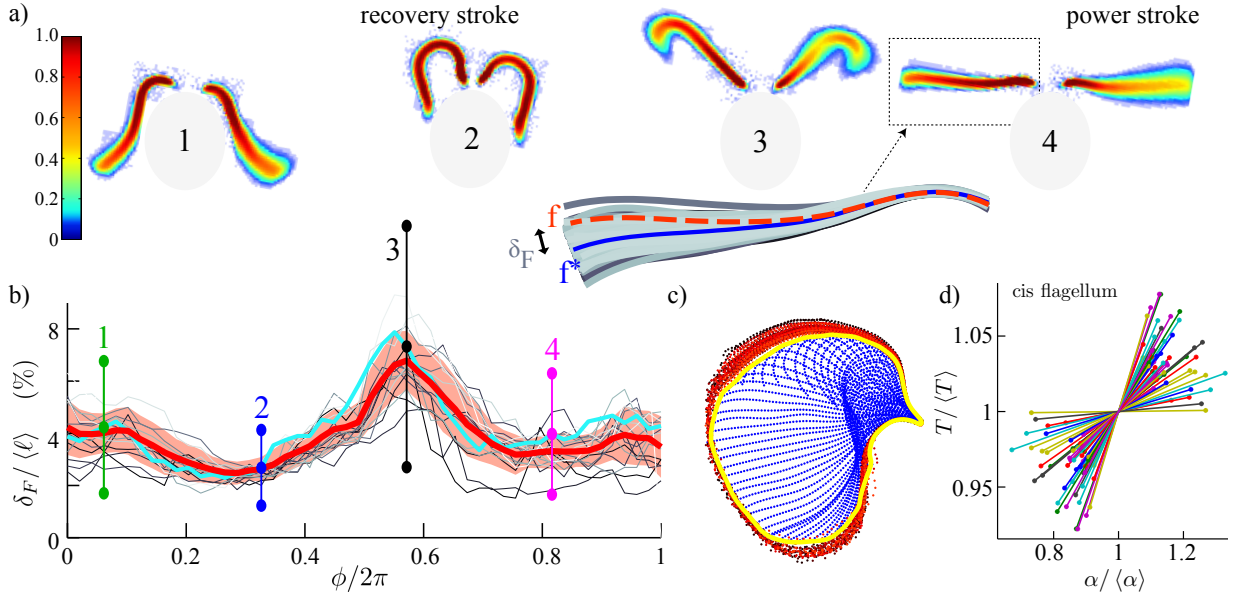 a)
recovery stroke
power stroke
1.0
0.8
0.6
0.4
0.2
0
1
2
3
4
f
δ_F
f*
b)
δ_F / ⟨ℓ⟩ (%)
8
4
0
1
2
3
4
0
0.2
0.4
0.6
0.8
1
ϕ/2π
c)
d)
cis flagellum
T / ⟨T⟩
1.05
1
0.95
0.8
1
1.2
α/⟨α⟩